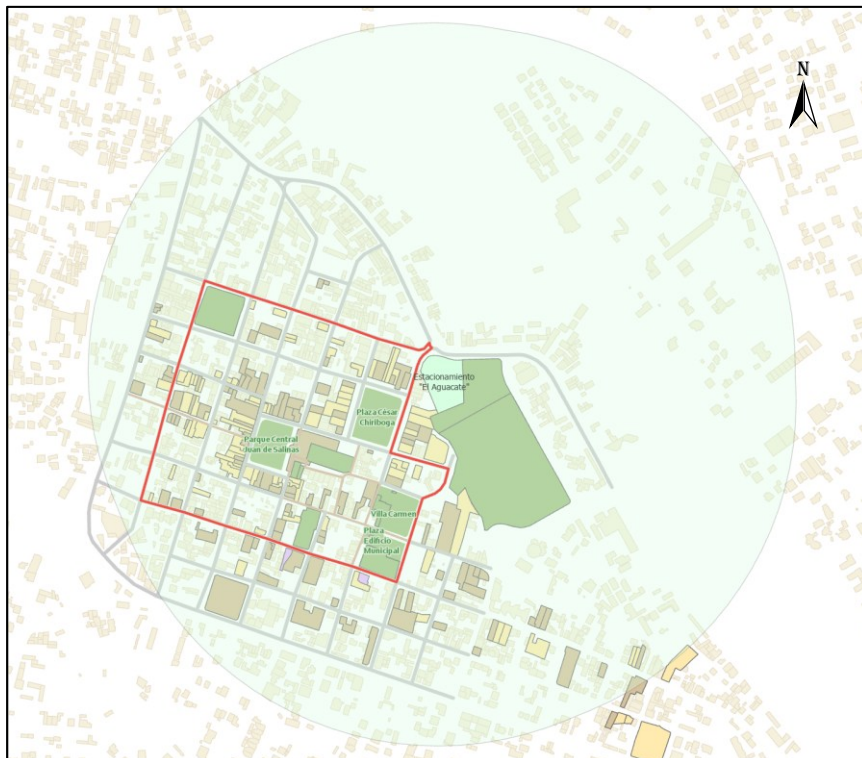 N
Estacionamiento
"El Aguacate"
Plaza César
Chiriboga
Parque Central
Juan de Salinas
Villa Carmen
Plaza
Edificio
Municipal